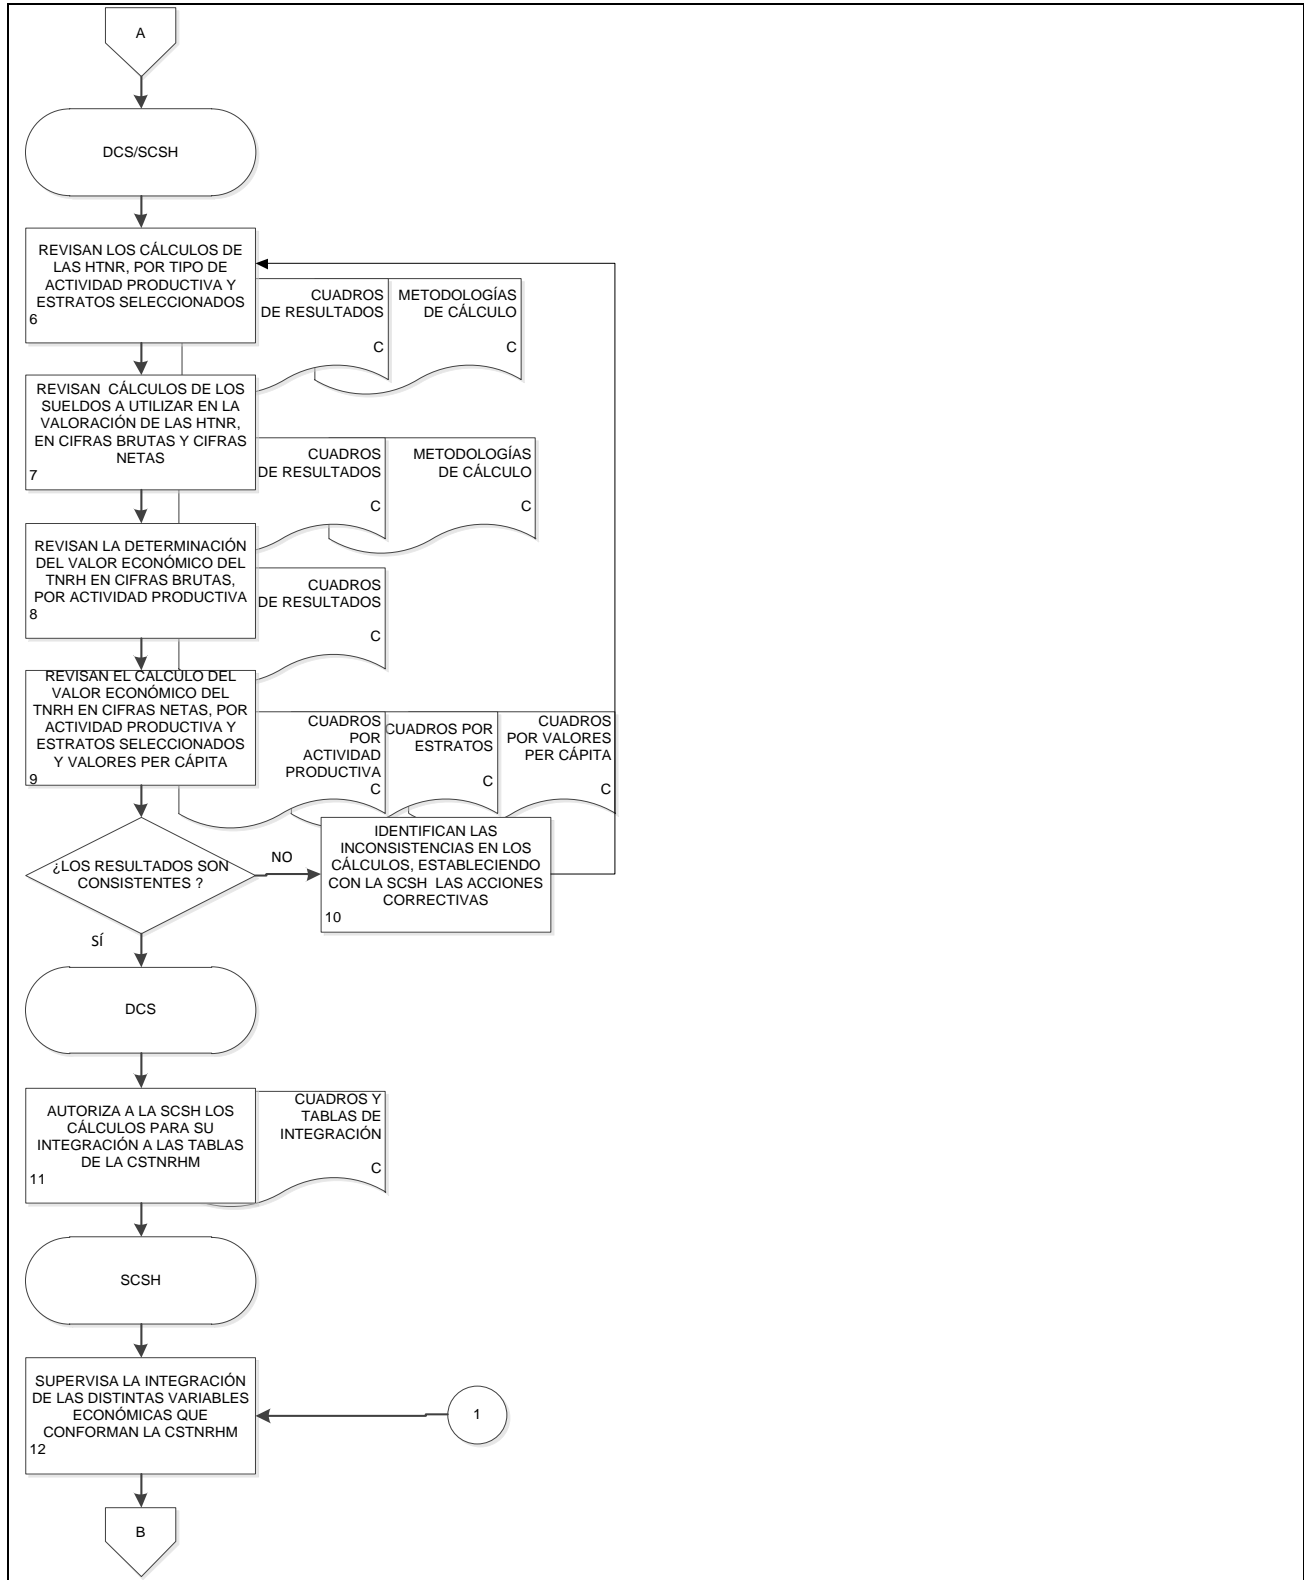 A
DCS/SCSH
REVISAN LOS CÁLCULOS DE
LAS HTNR, POR TIPO DE
ACTIVIDAD PRODUCTIVA Y
ESTRATOS SELECCIONADOS
6
CUADROS
DE RESULTADOS
C
METODOLOGÍAS
DE CÁLCULO
C
REVISAN CÁLCULOS DE LOS
SUELDOS A UTILIZAR EN LA
VALORACIÓN DE LAS HTNR,
EN CIFRAS BRUTAS Y CIFRAS
NETAS
7
CUADROS
DE RESULTADOS
C
METODOLOGÍAS
DE CÁLCULO
C
REVISAN LA DETERMINACIÓN
DEL VALOR ECONÓMICO DEL
TNRH EN CIFRAS BRUTAS,
POR ACTIVIDAD PRODUCTIVA
8
CUADROS
DE RESULTADOS
C
REVISAN EL CÁLCULO DEL
VALOR ECONÓMICO DEL
TNRH EN CIFRAS NETAS, POR
ACTIVIDAD PRODUCTIVA Y
ESTRATOS SELECCIONADOS
Y VALORES PER CÁPITA
9
CUADROS
POR
ACTIVIDAD
PRODUCTIVA
C
CUADROS POR
ESTRATOS
C
CUADROS
POR VALORES
PER CÁPITA
C
¿LOS RESULTADOS SON
CONSISTENTES ?
NO
IDENTIFICAN LAS
INCONSISTENCIAS EN LOS
CÁLCULOS, ESTABLECIENDO
CON LA SCSH LAS ACCIONES
CORRECTIVAS
10
SÍ
DCS
AUTORIZA A LA SCSH LOS
CÁLCULOS PARA SU
INTEGRACIÓN A LAS TABLAS
DE LA CSTNRHM
11
CUADROS Y
TABLAS DE
INTEGRACIÓN
C
SCSH
SUPERVISA LA INTEGRACIÓN
DE LAS DISTINTAS VARIABLES
ECONÓMICAS QUE
CONFORMAN LA CSTNRHM
12
1
B